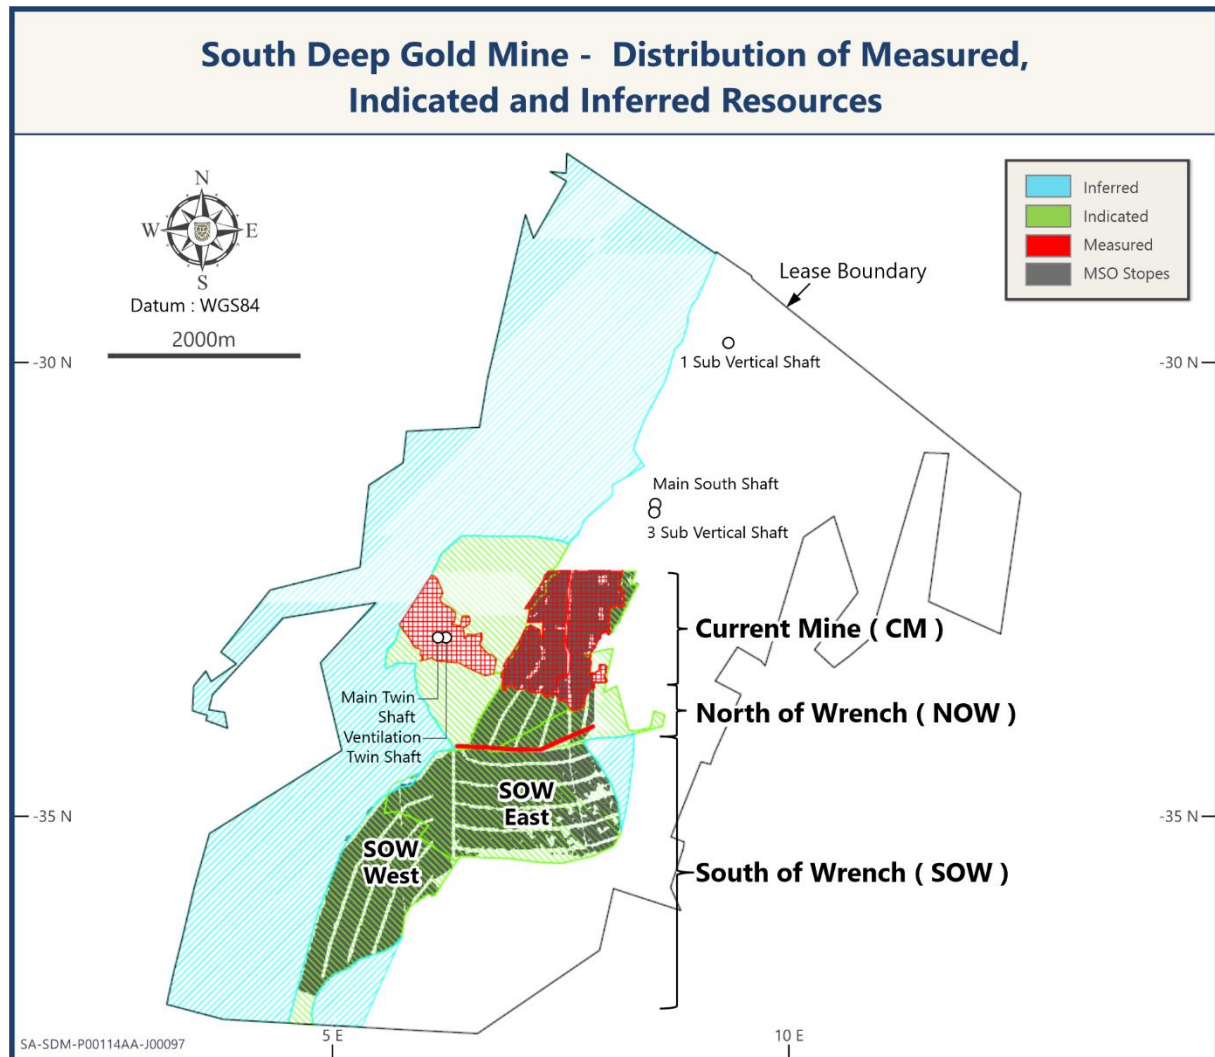 South Deep Gold Mine -  Distribution of Measured,
Indicated and Inferred Resources
N
W
E
S
Datum : WGS84
2000m
Inferred
Indicated
Measured
MSO Stopes
Lease Boundary
-30 N
-30 N
1 Sub Vertical Shaft
Main South Shaft
3 Sub Vertical Shaft
Current Mine ( CM )
Main Twin
Shaft
Ventilation
Twin Shaft
North of Wrench ( NOW )
SOW
East
-35 N
-35 N
SOW
West
South of Wrench ( SOW )
5 E
10 E
SA-SDM-P00114AA-J00097